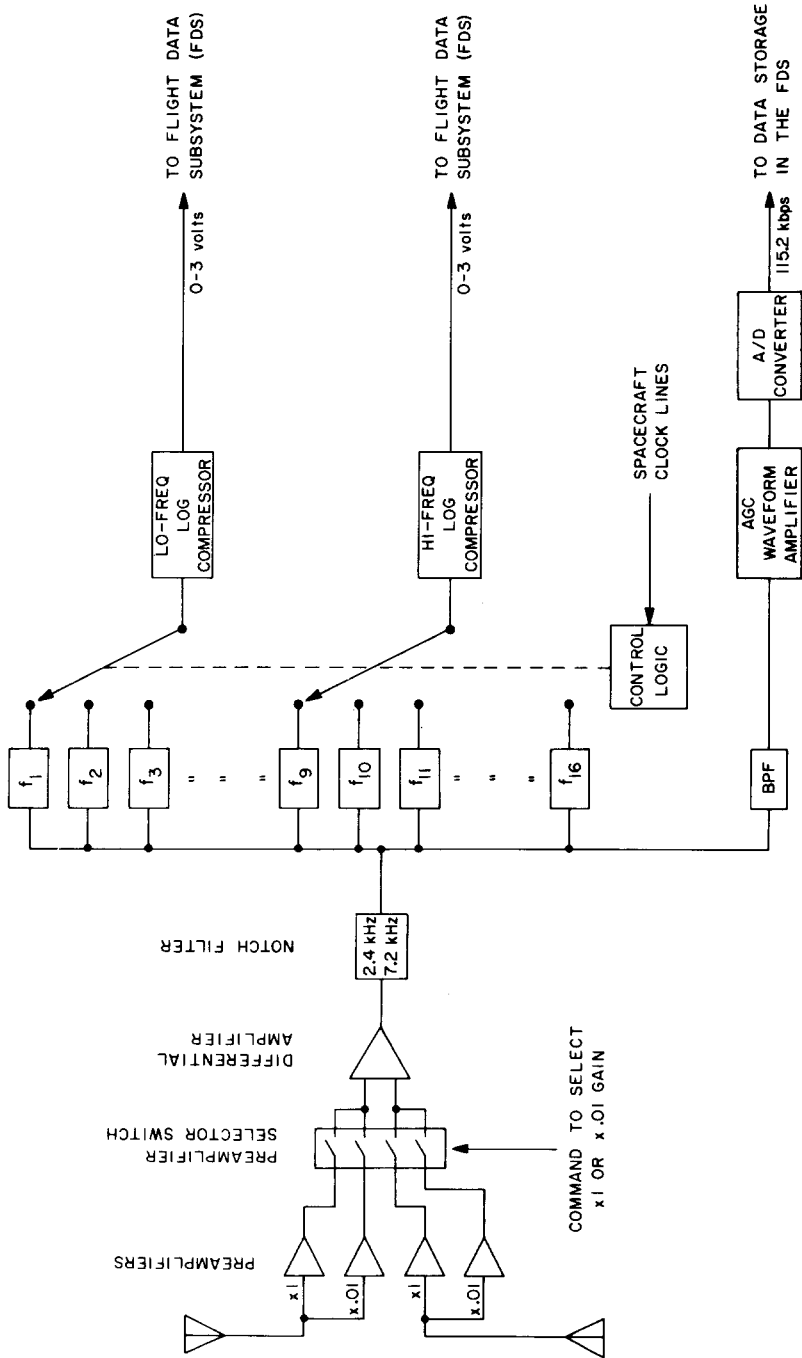 PREAMPLIFIERS
x1
x.01
x1
x.01
PREAMPLIFIER
SELECTOR SWITCH
COMMAND TO SELECT
x1 OR x.01 GAIN
DIFFERENTIAL
AMPLIFIER
NOTCH FILTER
2.4 kHz
7.2 kHz
f1
f2
f3
" " "
f9
f10
f11
" " "
f16
BPF
LO-FREQ
LOG
COMPRESSOR
0-3 volts
TO FLIGHT DATA
SUBSYSTEM (FDS)
HI-FREQ
LOG
COMPRESSOR
0-3 volts
TO FLIGHT DATA
SUBSYSTEM (FDS)
CONTROL
LOGIC
SPACECRAFT
CLOCK LINES
AGC
WAVEFORM
AMPLIFIER
A/D
CONVERTER
115.2 kbps
TO DATA STORAGE
IN THE FDS